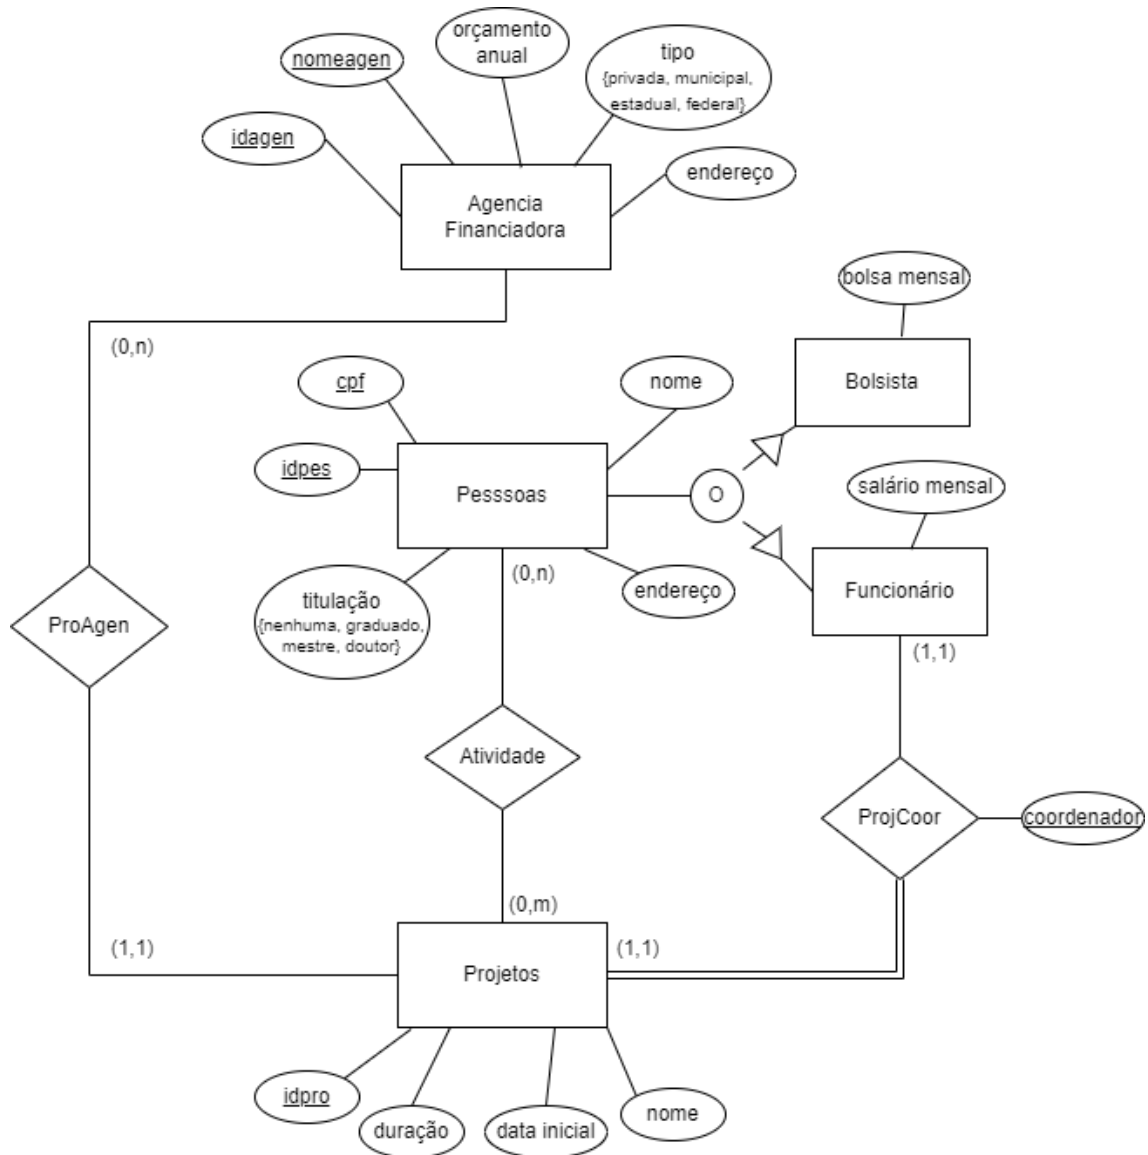 orçamento
anual
nomeagen
tipo
{privada, municipal,
estadual, federal}
idagen
endereço
Agencia
Financiadora
bolsa mensal
(0,n)
cpf
nome
Bolsista
idpes
Pesssoas
O
salário mensal
(0,n)
titulação
{nenhuma, graduado,
mestre, doutor}
endereço
Funcionário
ProAgen
(1,1)
Atividade
ProjCoor
coordenador
(0,m)
(1,1)
(1,1)
Projetos
idpro
duração
data inicial
nome